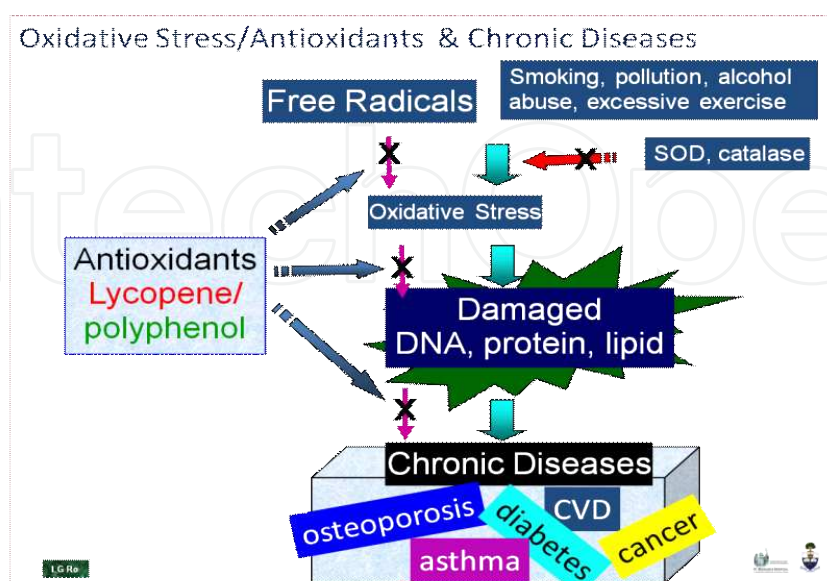 Oxidative Stress/Antioxidants & Chronic Diseases
Free Radicals
Smoking, pollution, alcohol
abuse, excessive exercise
SOD, catalase
Oxidative Stress
Antioxidants
Lycopene/
polyphenol
Damaged
DNA, protein, lipid
Chronic Diseases
osteoporosis
diabetes
CVD
cancer
asthma
LG Ra